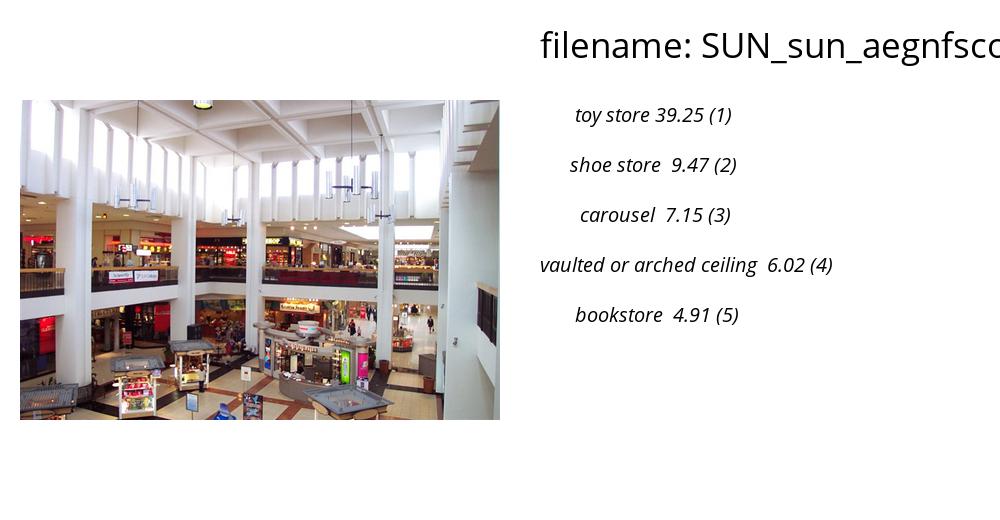 filename: SUN_sun_aegnfscc
toy store 39.25 (1)
shoe store 9.47 (2)
carousel 7.15 (3)
vaulted or arched ceiling 6.02 (4)
bookstore 4.91 (5)